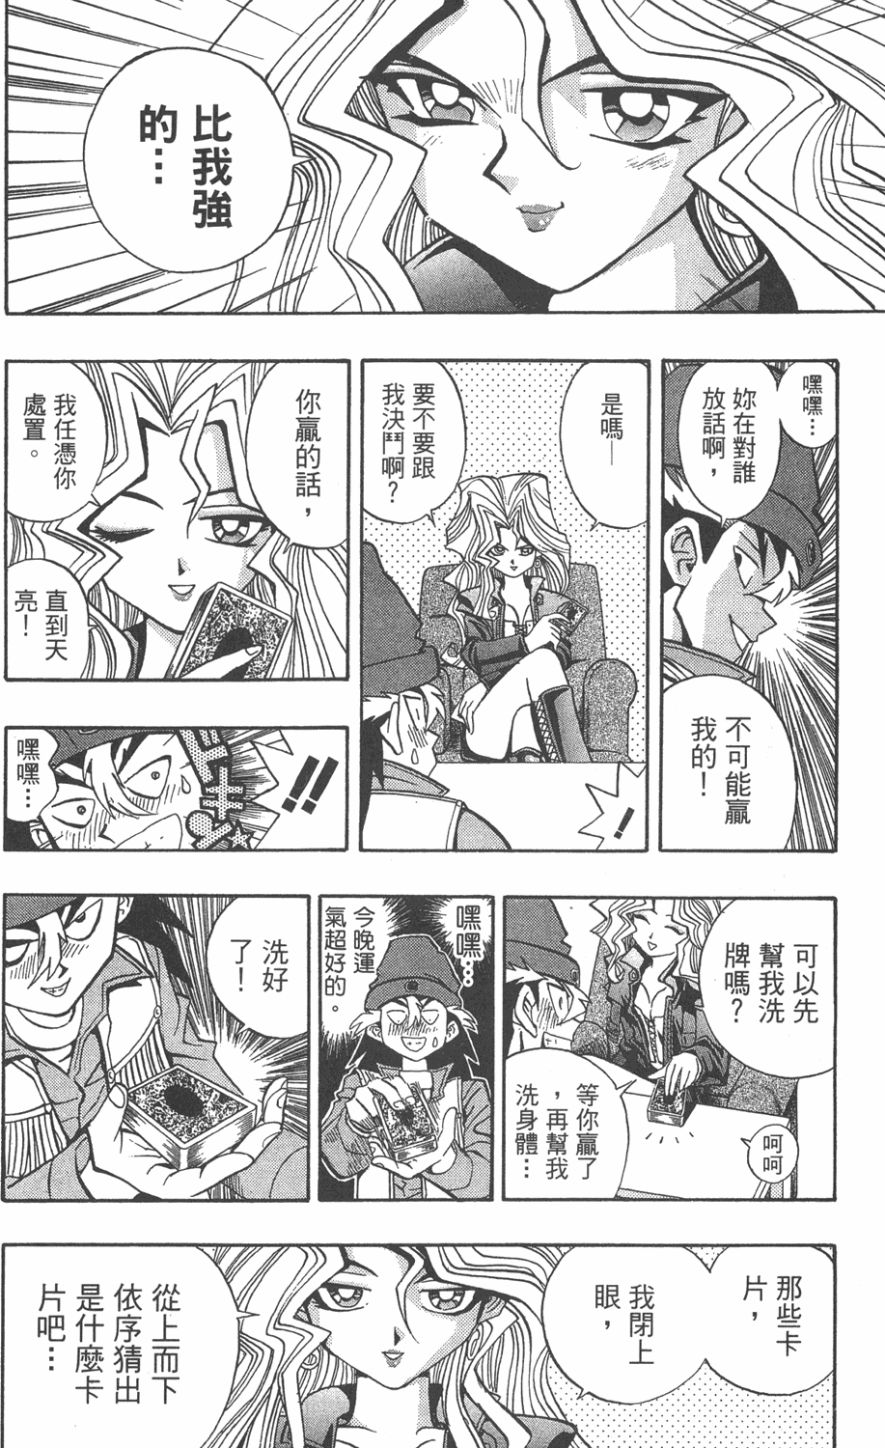 比我強
的…
嘿嘿…
妳在對誰
放話啊，
不可能贏
我的！
是嗎—
要不要跟
我決鬥啊？
！
你贏的話，
我任憑你
處置。
直到天
亮！
!!
ドキドキ
嘿嘿…
可以先
幫我洗
牌嗎？
呵呵
等你贏了
，再幫我
洗身體…
嘿嘿…
今晚運
氣超好的。
洗好
了！
那些卡
片，
我閉上
眼，
從上而下
依序猜出
是什麼卡
片吧…